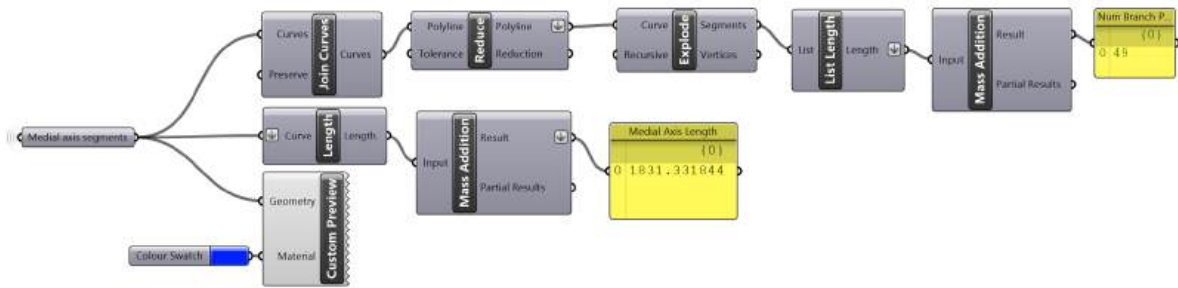 Curves
Preserve
Join Curves
Curves
Polyline
Tolerance
Reduce
Polyline
Reduction
Curve
Recursive
Explode
Segments
Vertices
List
List Length
Length
Input
Mass Addition
Result
Partial Results
Num Branch P...
{0}
0 49
Medial axis segments
Curve
Length
Length
Input
Mass Addition
Result
Partial Results
Medial Axis Length
{0}
0 1831.331844
Geometry
Material
Custom Preview
Colour Swatch